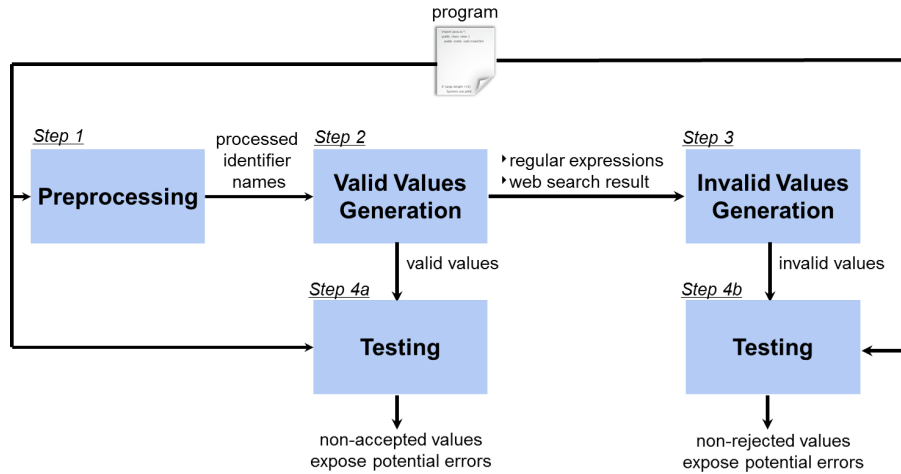 program
Step 1
Preprocessing
processed
identifier
names
Step 2
Valid Values
Generation
regular expressions
web search result
Step 3
Invalid Values
Generation
valid values
invalid values
Step 4a
Testing
Step 4b
Testing
non-accepted values
expose potential errors
non-rejected values
expose potential errors